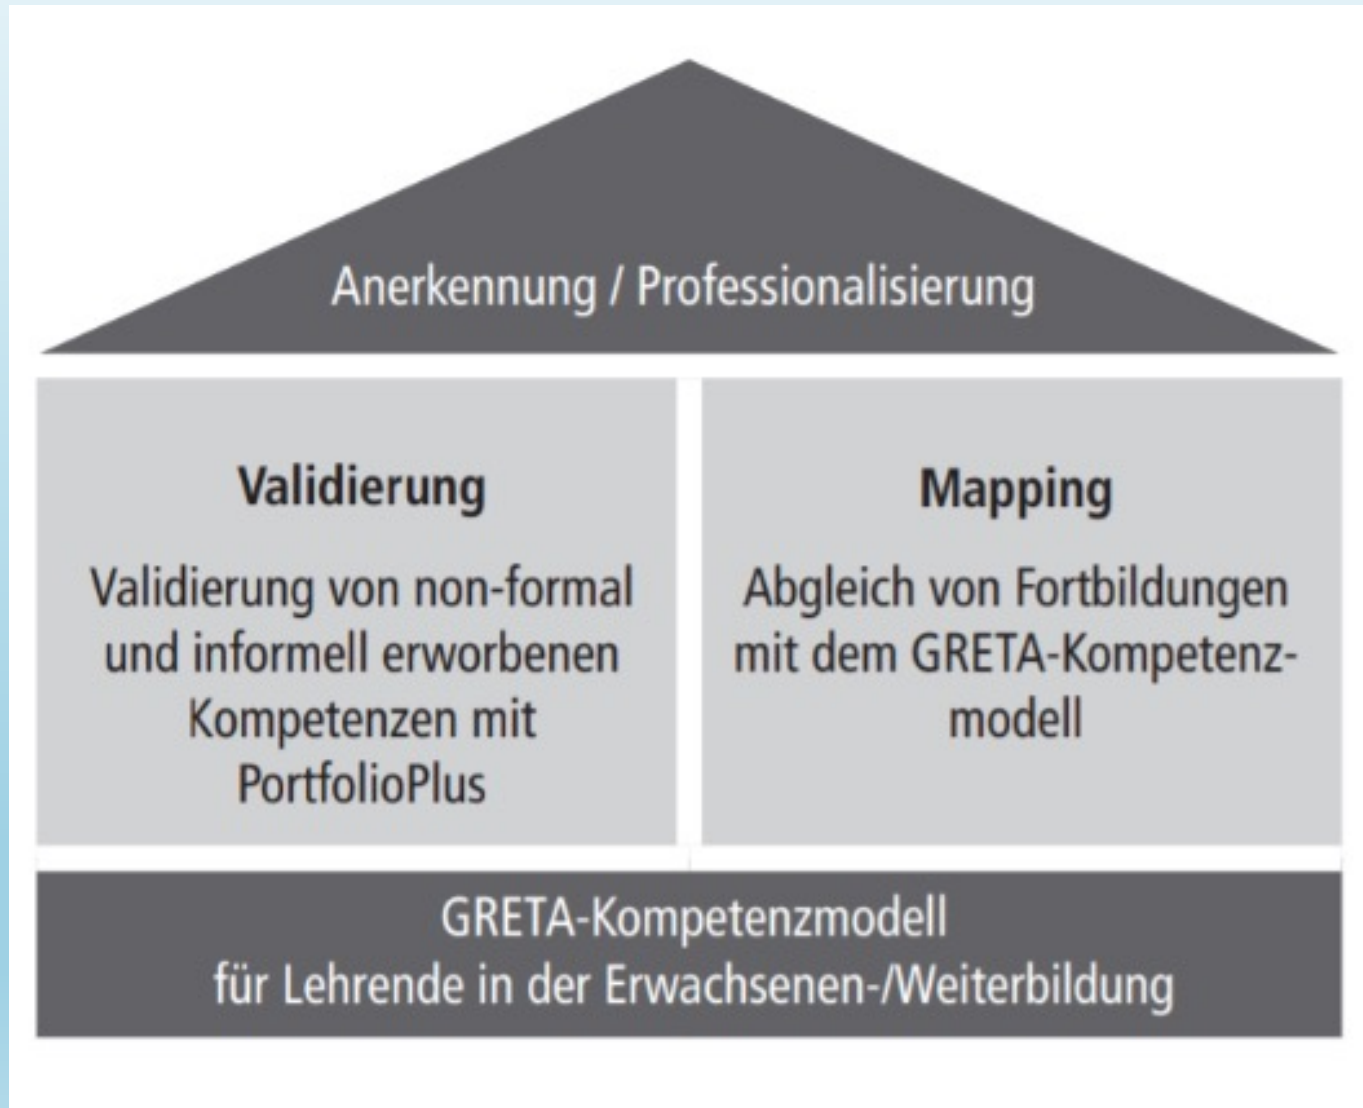 Anerkennung / Professionalisierung
Validierung
Validierung von non-formal
und informell erworbenen
Kompetenzen mit
PortfolioPlus
Mapping
Abgleich von Fortbildungen
mit dem GRETA-Kompetenz-
modell
GRETA-Kompetenzmodell
für Lehrende in der Erwachsenen-/Weiterbildung